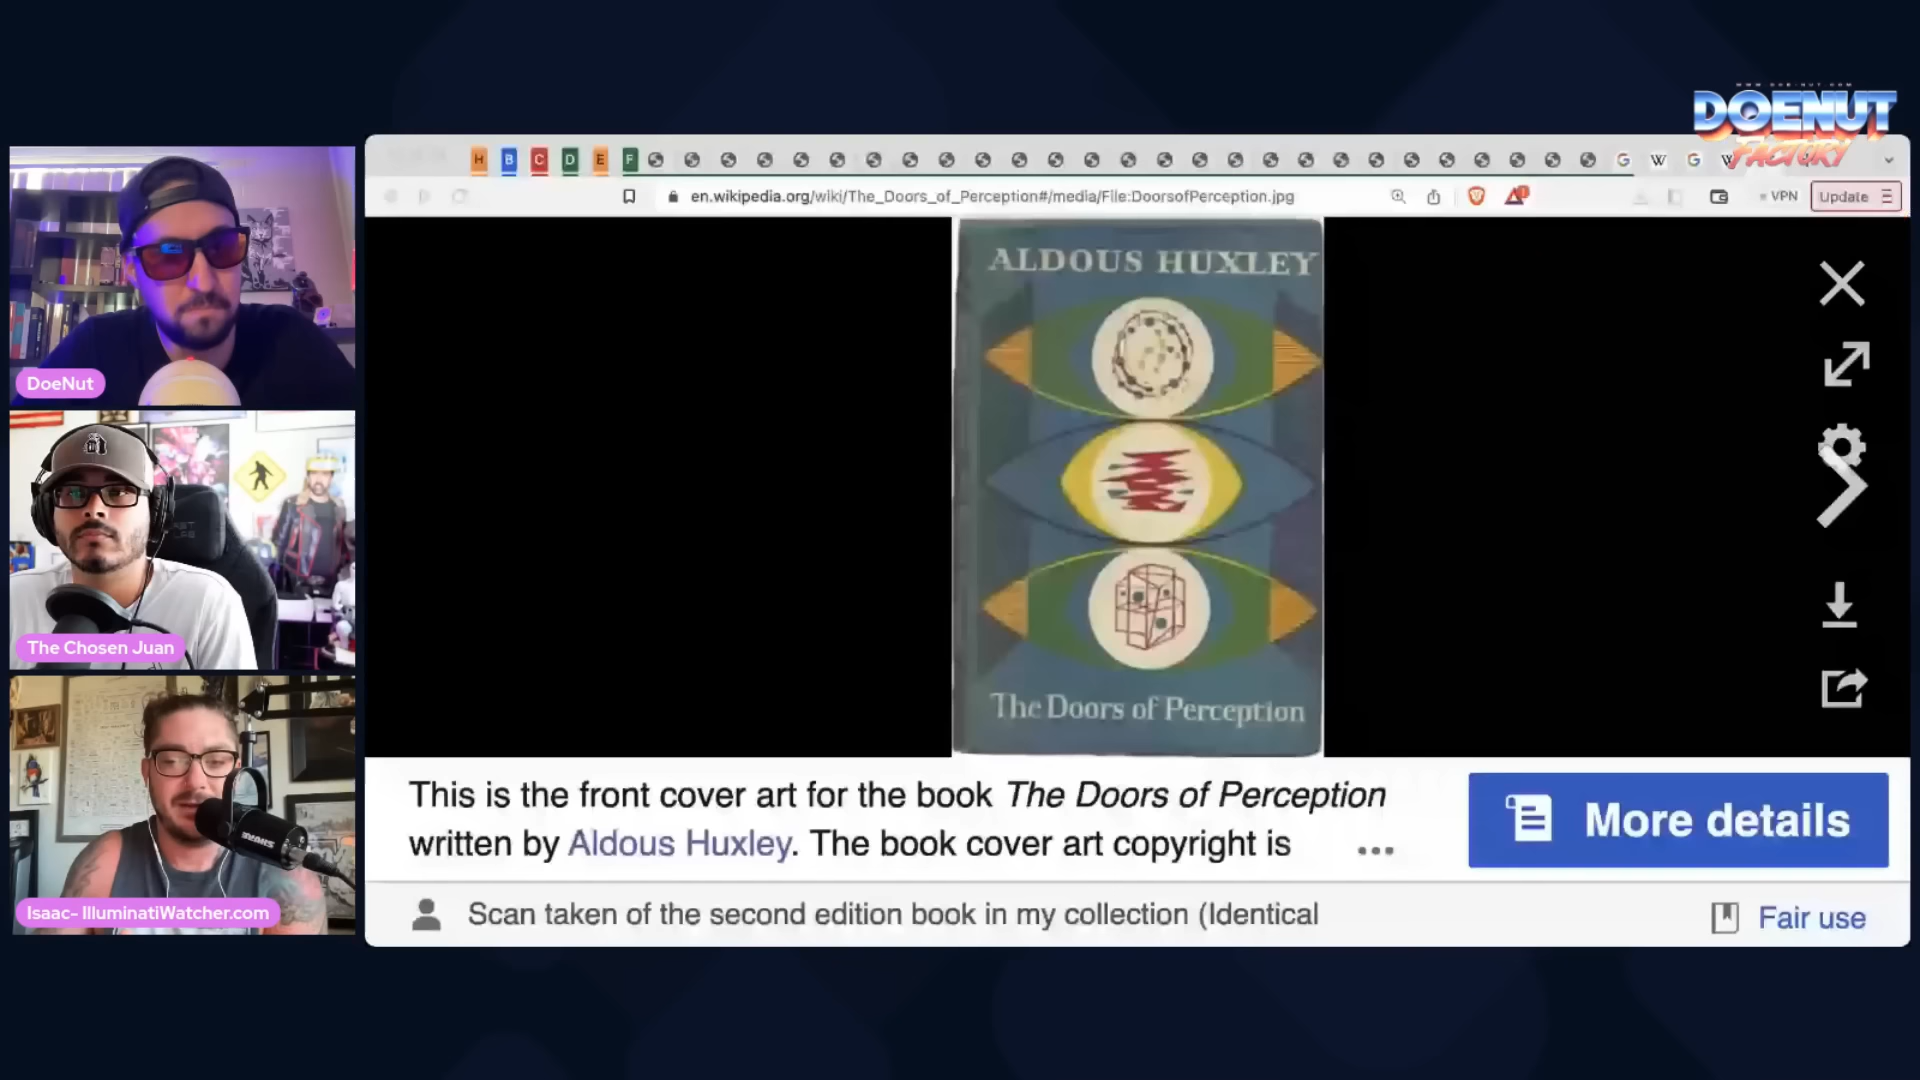 DOENUT
FACTORY
H B C D E F
en.wikipedia.org/wiki/The_Doors_of_Perception#/media/File:DoorsofPerception.jpg
VPN
Update
ALDOUS HUXLEY
The Doors of Perception
DoeNut
The Chosen Juan
Isaac- IlluminatiWatcher.com
This is the front cover art for the book The Doors of Perception
written by Aldous Huxley. The book cover art copyright is ...
More details
Scan taken of the second edition book in my collection (Identical
Fair use